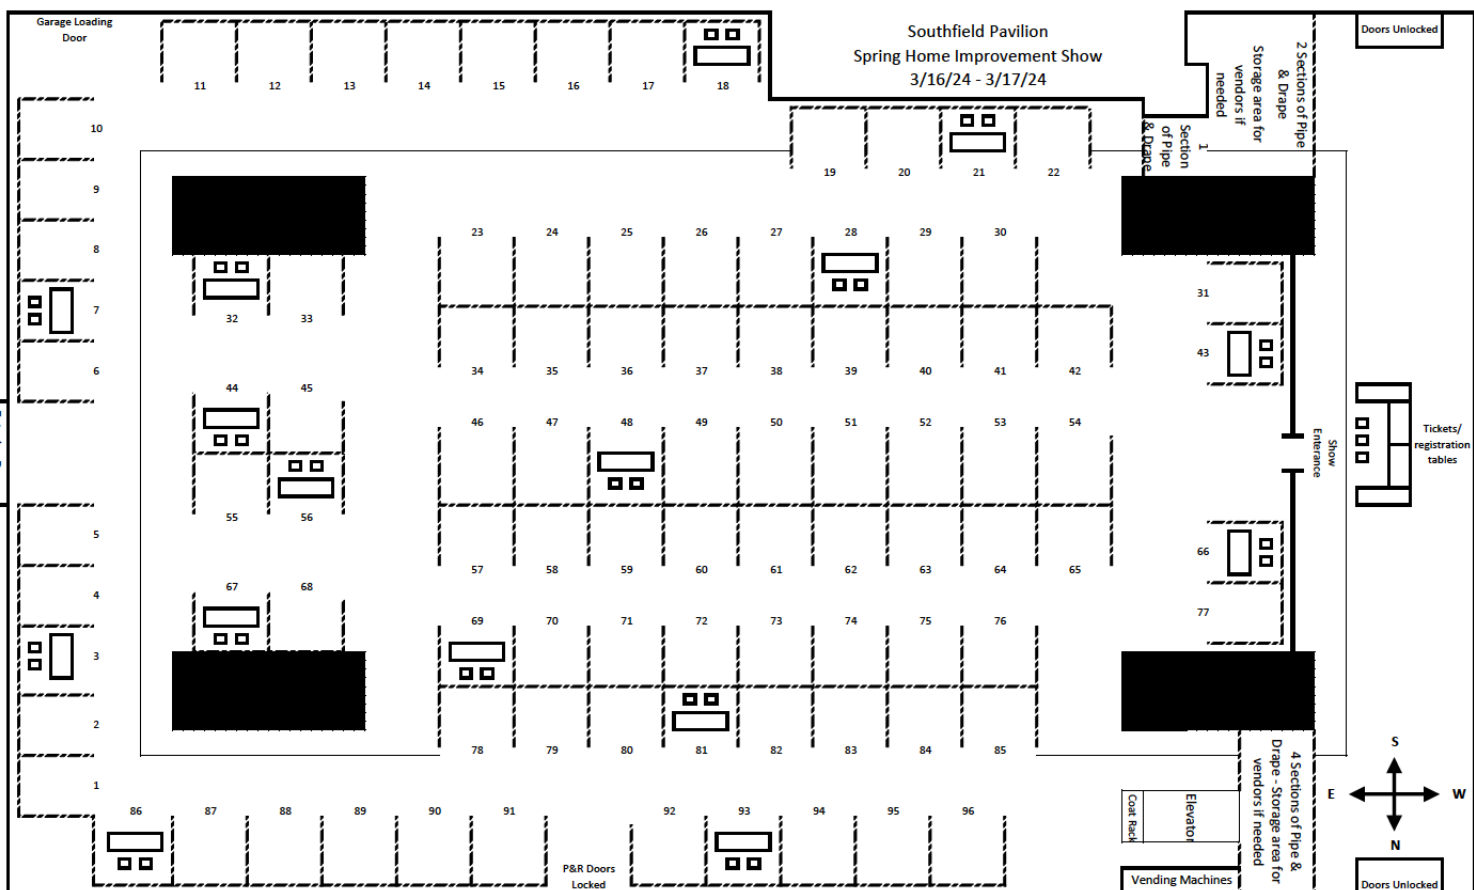 Garage Loading
Door
Southfield Pavilion
Spring Home Improvement Show
3/16/24 - 3/17/24
Doors Unlocked
2 Sections of Pipe
& Drape
Storage area for
vendors if
needed
1
Section
of Pipe
& Drape
11 12 13 14 15 16 17 18
10
9
8
7
6
19 20 21 22
23 24 25 26 27 28 29 30
31
32 33
34 35 36 37 38 39 40 41 42
43
44 45
46 47 48 49 50 51 52 53 54
Show
Enterance
Tickets/
registration
tables
55 56
5
4
3
2
1
57 58 59 60 61 62 63 64 65
66
67 68
69 70 71 72 73 74 75 76
77
78 79 80 81 82 83 84 85
86 87 88 89 90 91
92 93 94 95 96
P&R Doors
Locked
Coat Rack
Elevator
Vending Machines
4 Sections of Pipe &
Drape - Storage area for
vendors if needed
S
E W
N
Doors Unlocked